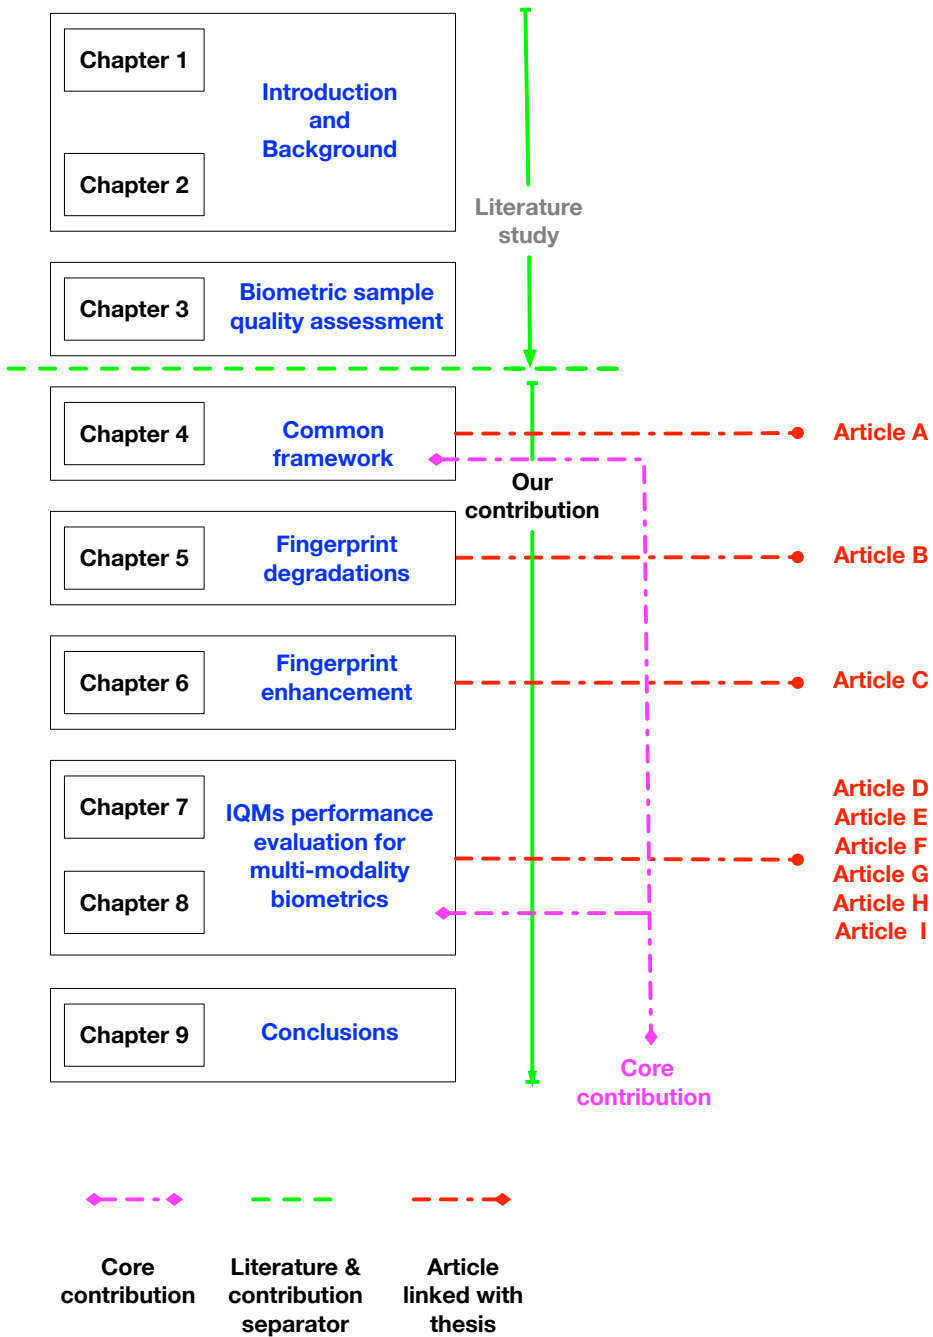 Chapter 1
Introduction
and
Background
Chapter 2
Literature
study
Chapter 3
Biometric sample
quality assessment
Chapter 4
Common
framework
Article A
Our
contribution
Chapter 5
Fingerprint
degradations
Article B
Chapter 6
Fingerprint
enhancement
Article C
Chapter 7
IQMs performance
evaluation for
multi-modality
biometrics
Chapter 8
Article D
Article E
Article F
Article G
Article H
Article I
Chapter 9
Conclusions
Core
contribution
Core
contribution
Literature &
contribution
separator
Article
linked with
thesis